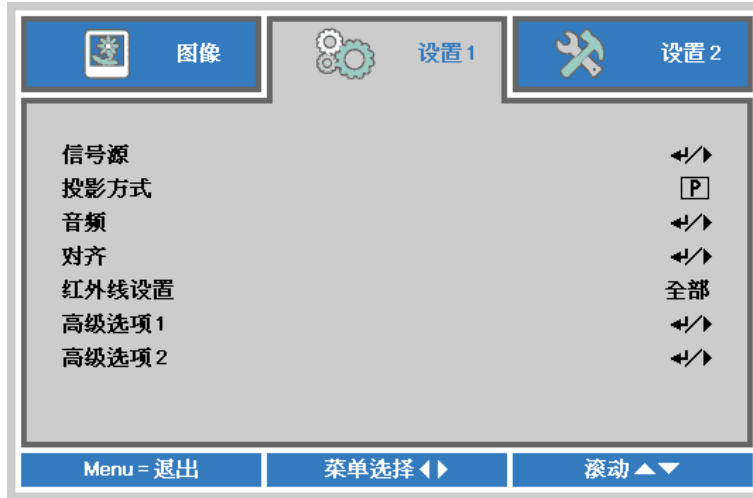 图像
设置1
设置2
信号源 ↵/▶
投影方式 P
音频 ↵/▶
对齐 ↵/▶
红外线设置 全部
高级选项1 ↵/▶
高级选项2 ↵/▶
Menu = 退出
菜单选择 ◀▶
滚动 ▲▼